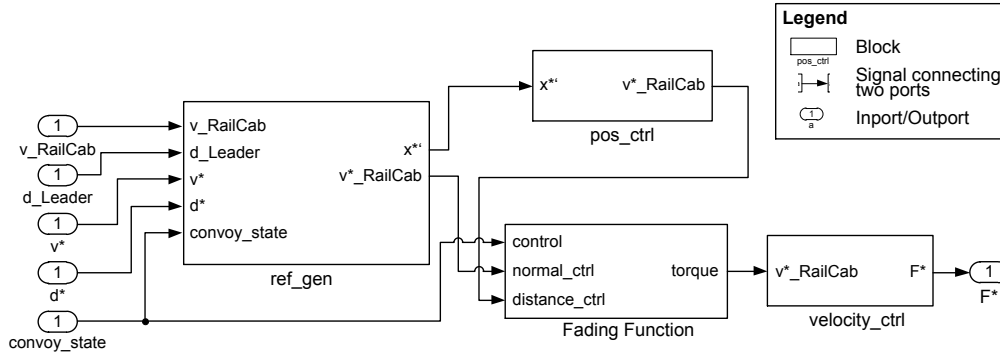 Legend
pos_ctrl
Block
Signal connecting
two ports
1
a
Inport/Outport
1
v_RailCab
1
d_Leader
1
v*
1
d*
1
convoy_state
v_RailCab
d_Leader
v*
d*
convoy_state
x*‘
v*_RailCab
ref_gen
x*‘
v*_RailCab
pos_ctrl
control
normal_ctrl
distance_ctrl
torque
Fading Function
v*_RailCab
F*
velocity_ctrl
1
F*